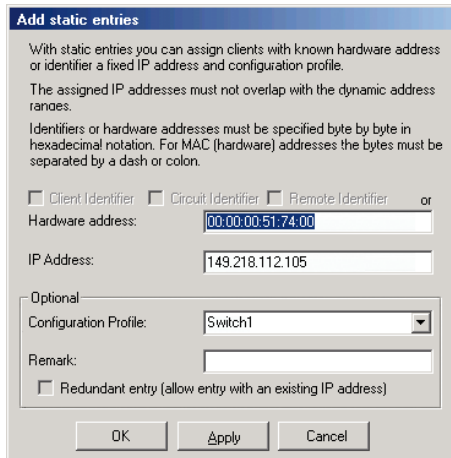 Add static entries
With static entries you can assign clients with known hardware address
or identifier a fixed IP address and configuration profile.
The assigned IP addresses must not overlap with the dynamic address
ranges.
Identifiers or hardware addresses must be specified byte by byte in
hexadecimal notation. For MAC (hardware) addresses the bytes must be
separated by a dash or colon.
Client Identifier Circuit Identifier Remote Identifier or
Hardware address: 00:00:00:51:74:00
IP Address: 149.218.112.105
Optional
Configuration Profile: Switch1
Remark:
Redundant entry (allow entry with an existing IP address)
OK Apply Cancel